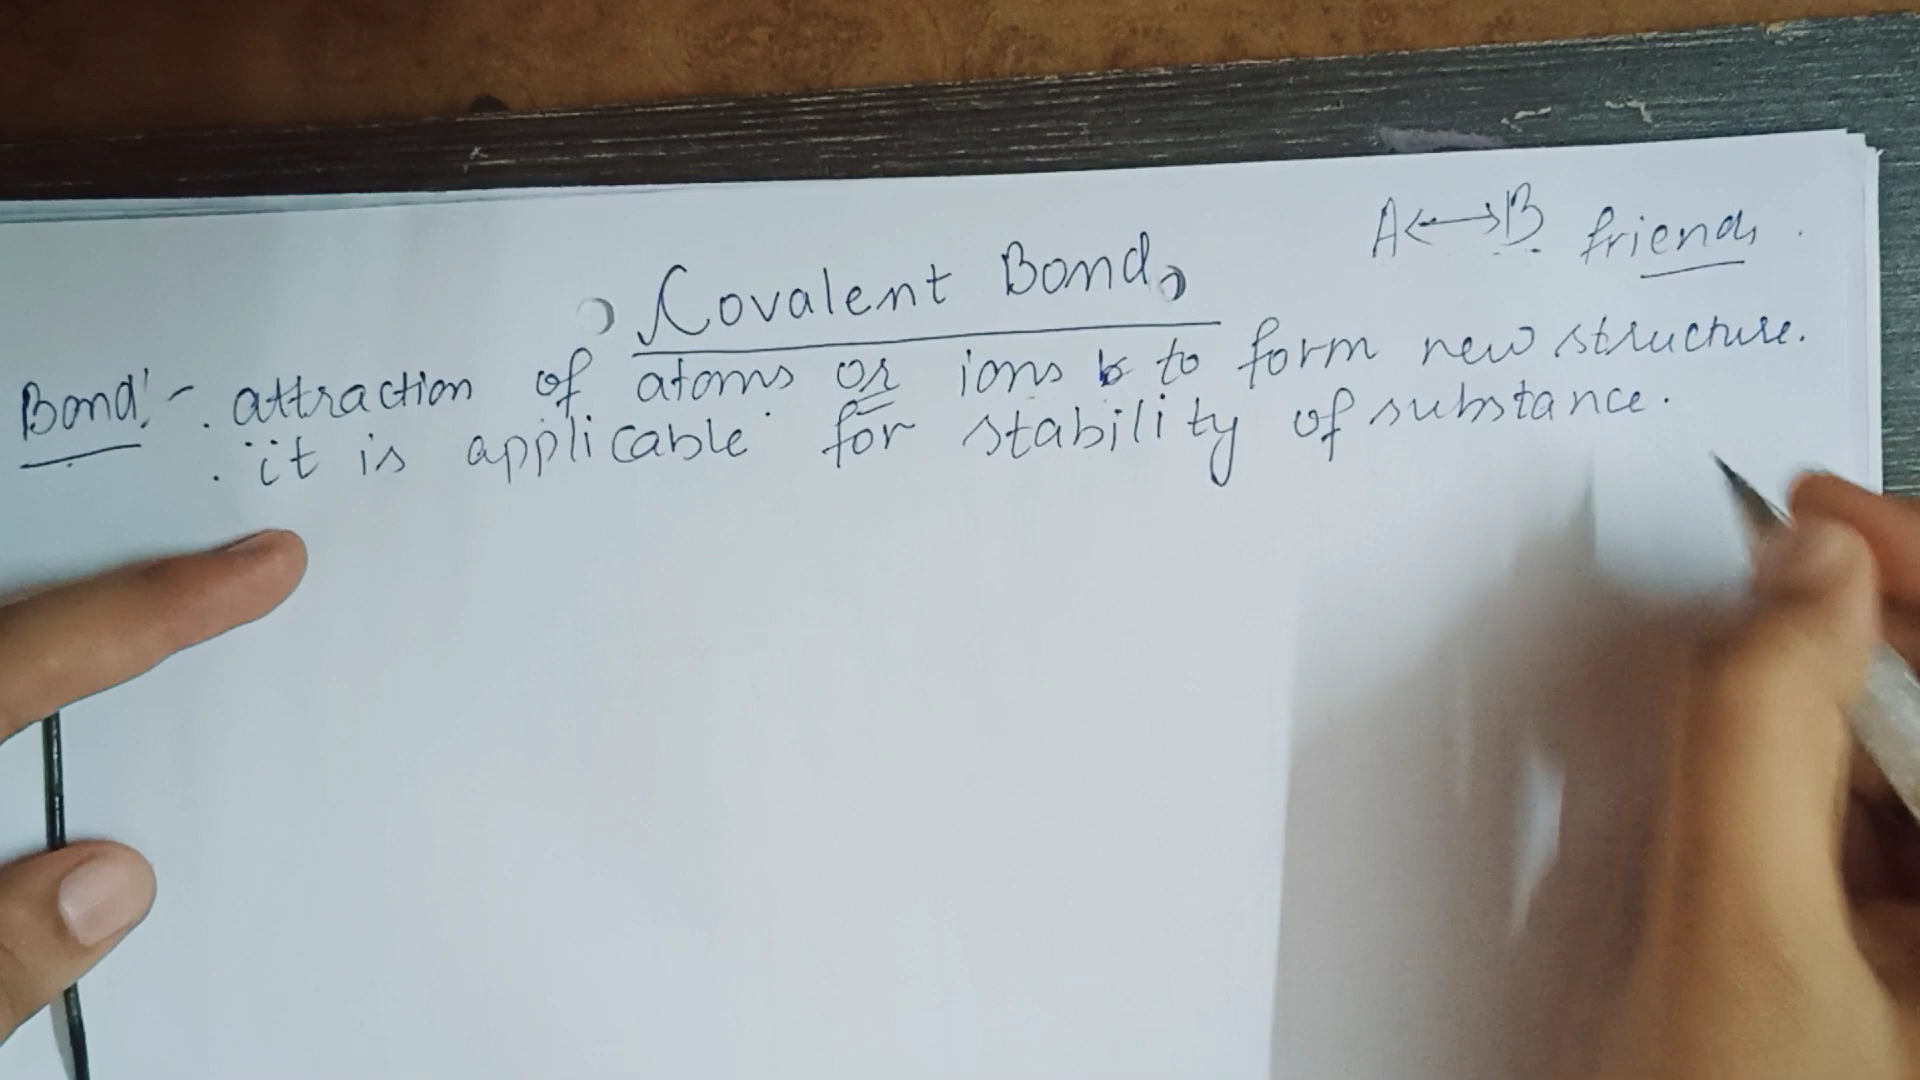 A⟷B friends.
Covalent Bond
Bond:- . attraction of atoms or ions to form new structure.
. it is applicable for stability of substance.